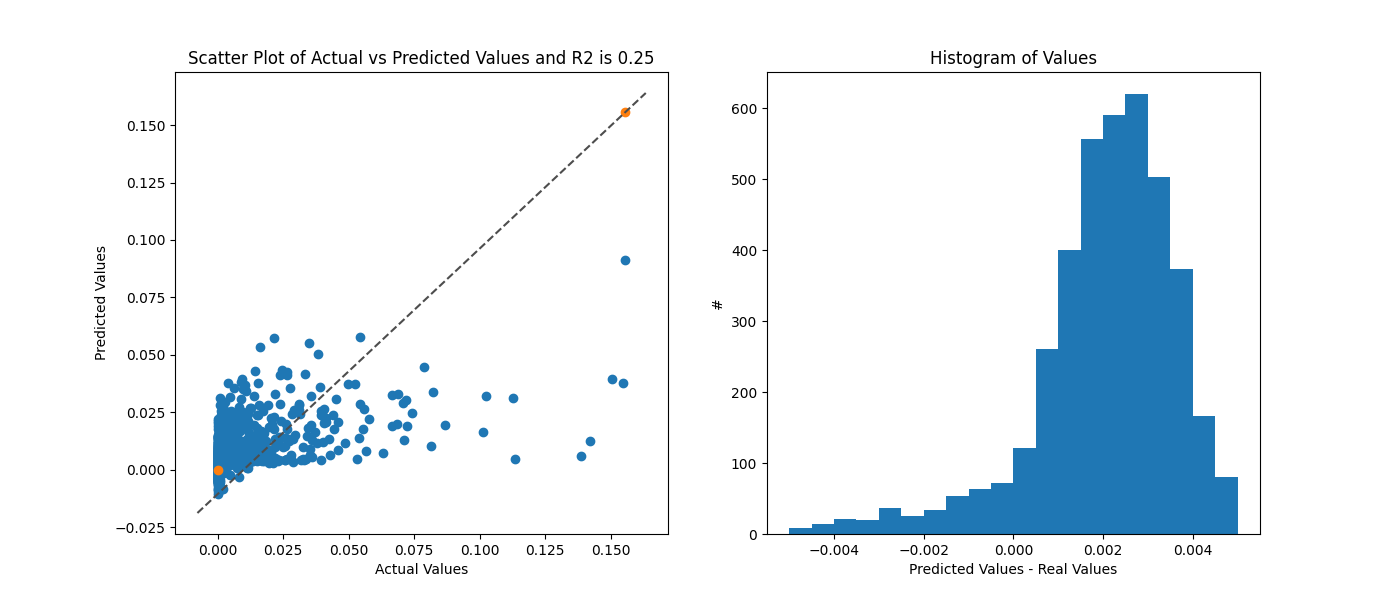 Scatter Plot of Actual vs Predicted Values and R2 is 0.25
Predicted Values
0.150
0.125
0.100
0.075
0.050
0.025
0.000
−0.025
0.000 0.025 0.050 0.075 0.100 0.125 0.150
Actual Values
Histogram of Values
#
600
500
400
300
200
100
0
−0.004 −0.002 0.000 0.002 0.004
Predicted Values - Real Values